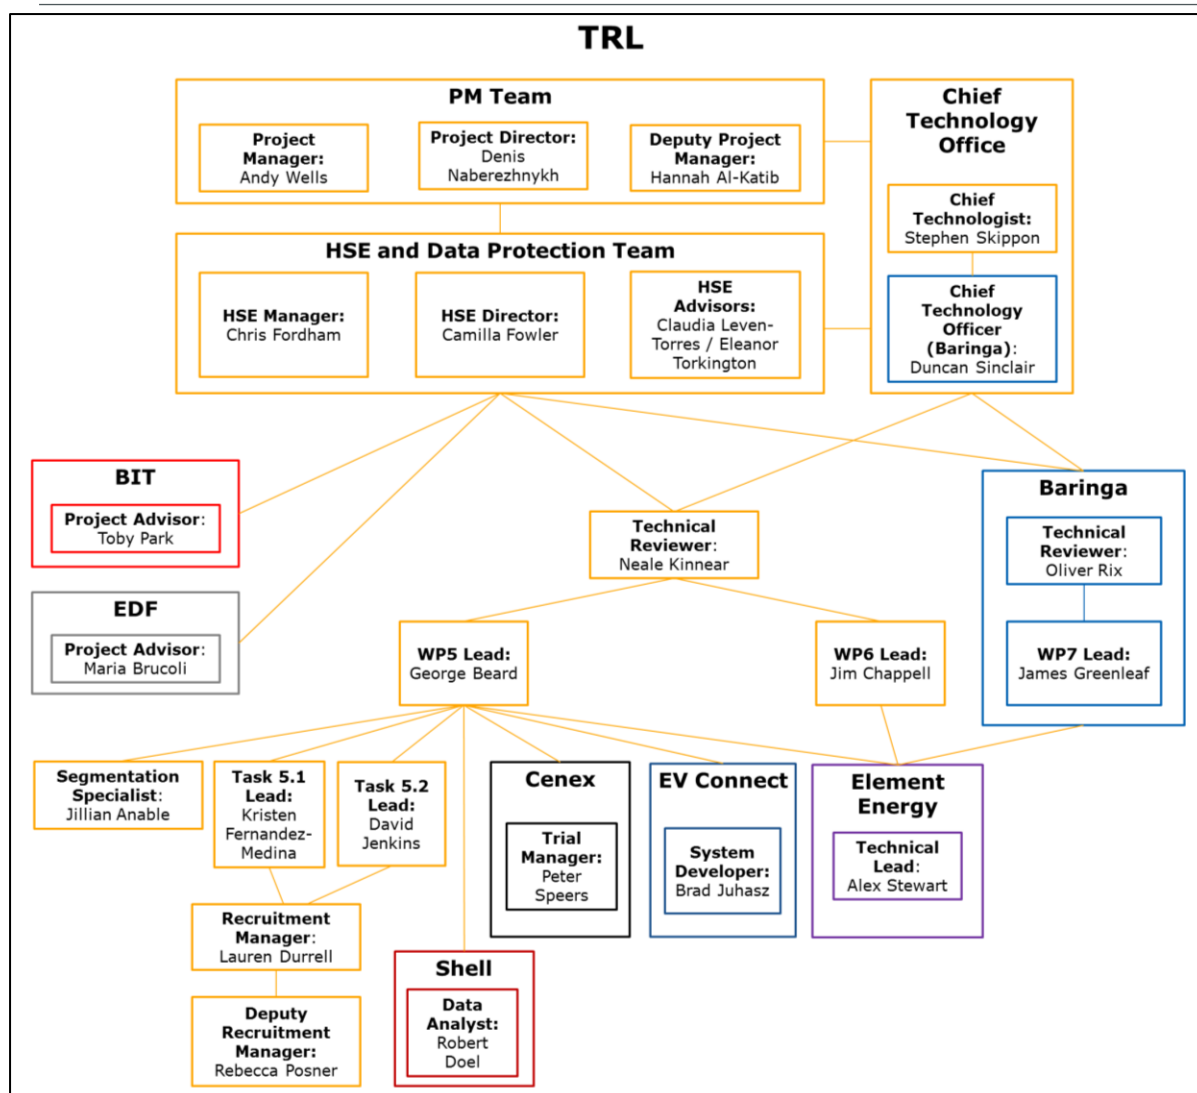 TRL
PM Team
Project
Manager:
Andy Wells
Project Director:
Denis
Naberezhnykh
Deputy Project
Manager:
Hannah Al-Katib
Chief
Technology
Office
Chief
Technologist:
Stephen Skippon
Chief
Technology
Officer
(Baringa):
Duncan Sinclair
HSE and Data Protection Team
HSE Manager:
Chris Fordham
HSE Director:
Camilla Fowler
HSE
Advisors:
Claudia Leven-
Torres / Eleanor
Torkington
BIT
Project Advisor:
Toby Park
EDF
Project Advisor:
Maria Brucoli
Technical
Reviewer:
Neale Kinnear
Baringa
Technical
Reviewer:
Oliver Rix
WP7 Lead:
James Greenleaf
WP5 Lead:
George Beard
WP6 Lead:
Jim Chappell
Segmentation
Specialist:
Jillian Anable
Task 5.1
Lead:
Kristen
Fernandez-
Medina
Task 5.2
Lead:
David
Jenkins
Cenex
Trial
Manager:
Peter
Speers
EV Connect
System
Developer:
Brad Juhasz
Element
Energy
Technical
Lead:
Alex Stewart
Recruitment
Manager:
Lauren Durrell
Deputy
Recruitment
Manager:
Rebecca Posner
Shell
Data
Analyst:
Robert
Doel